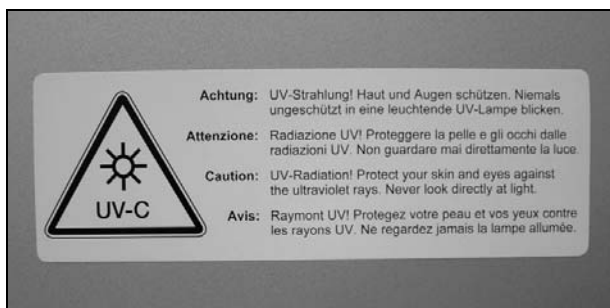 UV-C
Achtung: UV-Strahlung! Haut und Augen schützen. Niemals
ungeschützt in eine leuchtende UV-Lampe blicken.
Attenzione: Radiazione UV! Proteggere la pelle e gli occhi dalle
radiazioni UV. Non guardare mai direttamente la luce.
Caution: UV-Radiation! Protect your skin and eyes against
the ultraviolet rays. Never look directly at light.
Avis: Raymont UV! Protegez votre peau et vos yeux contre
les rayons UV. Ne regardez jamais la lampe allumée.